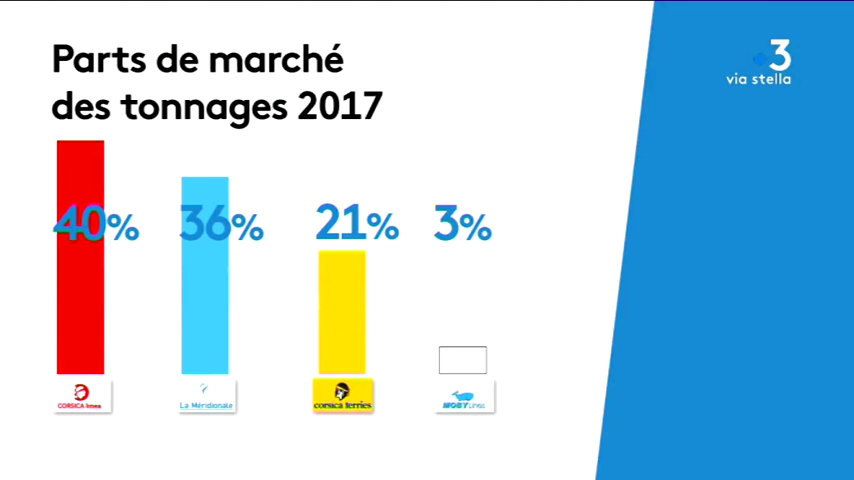 Parts de marché
des tonnages 2017
3
via stella
40%
36%
21%
3%
CORSICA linea
La Méridionale
corsica ferries
MOBY Lines